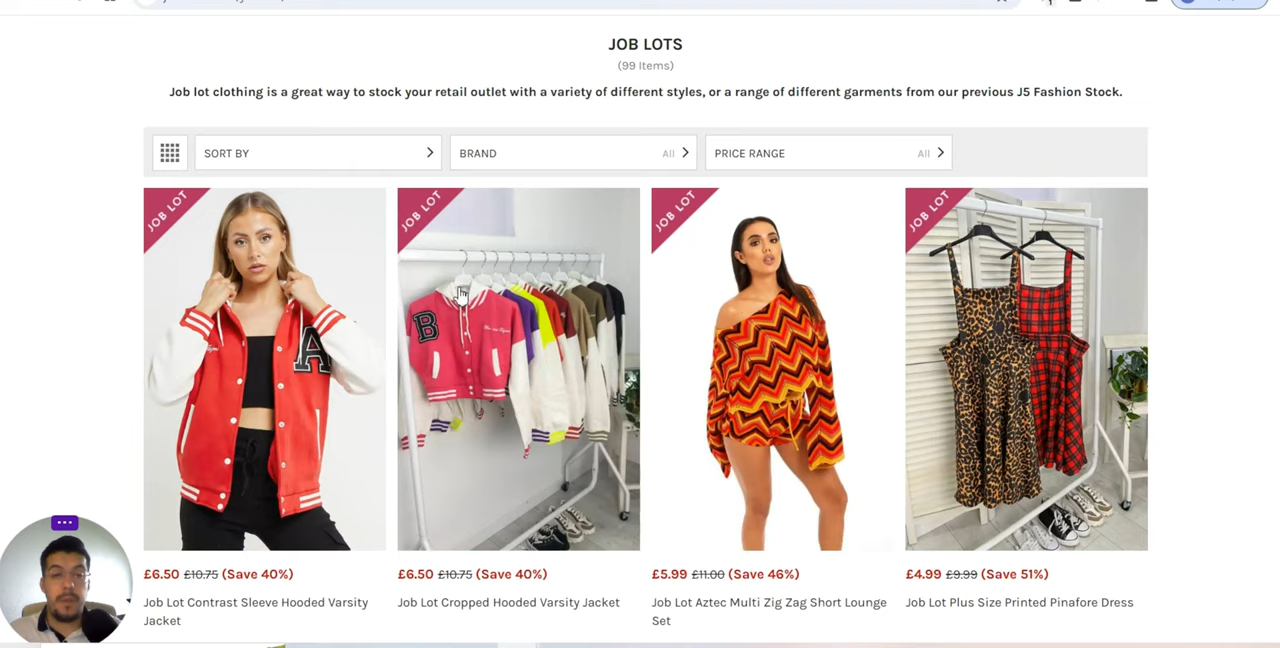 JOB LOTS
(99 Items)
Job lot clothing is a great way to stock your retail outlet with a variety of different styles, or a range of different garments from our previous J5 Fashion Stock.
SORT BY
BRAND All
PRICE RANGE All
JOB LOT
JOB LOT
JOB LOT
JOB LOT
A
B
£6.50 £10.75 (Save 40%)
£6.50 £10.75 (Save 40%)
£5.99 £11.00 (Save 46%)
£4.99 £9.99 (Save 51%)
Job Lot Contrast Sleeve Hooded Varsity
Jacket
Job Lot Cropped Hooded Varsity Jacket
Job Lot Aztec Multi Zig Zag Short Lounge
Set
Job Lot Plus Size Printed Pinafore Dress